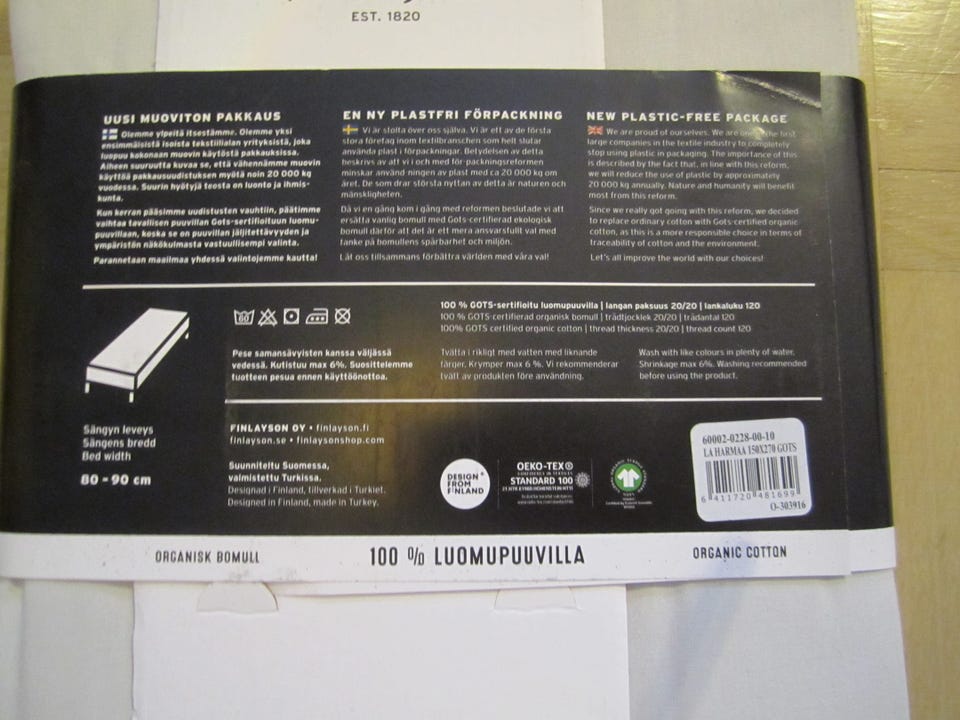 EST. 1820
UUSI MUOVITON PAKKAUS
Olemme ylpeitä itsestämme. Olemme yksi
ensimmäisistä isoista tekstiilialan yrityksistä, joka
luopuu kokonaan muovin käytöstä pakkauksissa.
Aiheen suuruutta kuvaa se, että vähennämme muovin
käyttöä pakkausuudistuksen myötä noin 20 000 kg
vuodessa. Suurin hyötyjä teosta on luonto ja ihmis-
kunta.
Kun kerran pääsimme uudistusten vauhtiin, päätimme
vaihtaa tavallisen puuvillan Gots-sertifioituun luomu-
puuvillaan, koska se on puuvillan jäljitettävyyden ja
ympäristön näkökulmasta vastuullisempi valinta.
Parannetaan maailmaa yhdessä valintojemme kautta!
EN NY PLASTFRI FÖRPACKNING
Vi är stolta över oss själva. Vi är ett av de första
stora företag inom textilbranschen som helt slutar
använda plast i förpackningar. Betydelsen av detta
beskrivs av att vi i och med för-packningsreformen
minskar använd ningen av plast med ca 20 000 kg om
året. De som drar största nyttan av detta är naturen och
mänskligheten.
Då vi en gång kom i gång med reformen beslutade vi att
ersätta vanlig bomull med Gots-certifierad ekologisk
bomull därför att det är ett mera ansvarsfullt val med
tanke på bomullens spårbarhet och miljön.
Låt oss tillsammans förbättra världen med våra val!
NEW PLASTIC-FREE PACKAGE
We are proud of ourselves. We are one the first
large companies in the textile industry to completely
stop using plastic in packaging. The importance of this
is described by the fact that, in line with this reform,
we will reduce the use of plastic by approximately
20 000 kg annually. Nature and humanity will benefit
most from this reform.
Since we really got going with this reform, we decided
to replace ordinary cotton with Gots-certified organic
cotton, as this is a more responsible choice in terms of
traceability of cotton and the environment.
Let's all improve the world with our choices!
60
100 % GOTS-sertifioitu luomupuuvilla | langan paksuus 20/20 | lankaluku 120
100 % GOTS-certifierad organisk bomull | trådtjocklek 20/20 | trådantal 120
100% GOTS certified organic cotton | thread thickness 20/20 | thread count 120
Pese samansävyisten kanssa väljässä
vedessä. Kutistuu max 6%. Suosittelemme
tuotteen pesua ennen käyttöönottoa.
Tvätta i rikligt med vatten med liknande
färger. Krymper max 6 %. Vi rekommenderar
tvätt av produkten före användning.
Wash with like colours in plenty of water.
Shrinkage max 6%. Washing recommended
before using the product.
Sängyn leveys
Sängens bredd
Bed width
80 - 90 cm
FINLAYSON OY • finlayson.fi
finlayson.se • finlaysonshop.com
Suunniteltu Suomessa,
valmistettu Turkissa.
Designad i Finland, tillverkad i Turkiet.
Designed in Finland, made in Turkey.
DESIGN
FROM
FINLAND
OEKO-TEX®
CONFIDENCE IN TEXTILES
STANDARD 100
60002-0228-00-10
LA HARMAA 150X270 GOTS
6 411720 481699
O-303916
ORGANISK BOMULL
100 % LUOMUPUUVILLA
ORGANIC COTTON